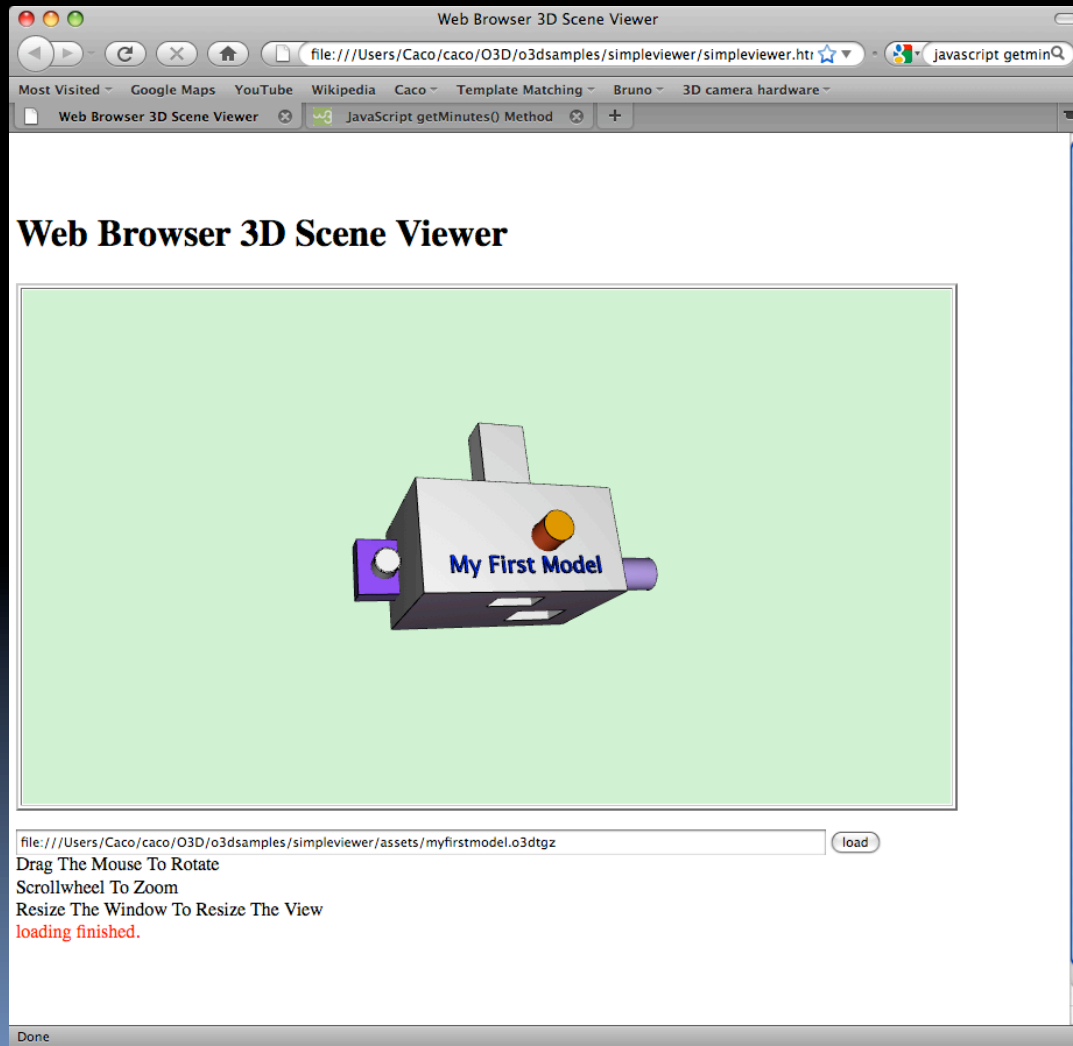 Web Browser 3D Scene Viewer
file:///Users/Caco/caco/O3D/o3dsamples/simpleviewer/simpleviewer.htr
javascript getmin
Most Visited Google Maps YouTube Wikipedia Caco Template Matching Bruno 3D camera hardware
Web Browser 3D Scene Viewer JavaScript getMinutes() Method +
Web Browser 3D Scene Viewer
My First Model
file:///Users/Caco/caco/O3D/o3dsamples/simpleviewer/assets/myfirstmodel.o3dtgz load
Drag The Mouse To Rotate
Scrollwheel To Zoom
Resize The Window To Resize The View
loading finished.
Done